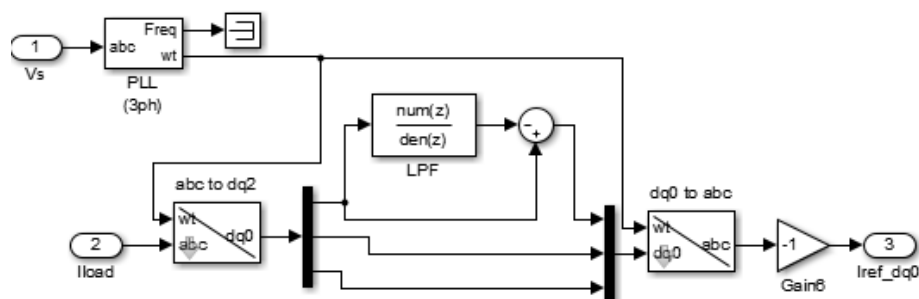 1
Vs
abc
Freq
wt
PLL
(3ph)
num(z)
den(z)
LPF
-
+
abc to dq2
wt
abc
dq0
2
Iload
dq0 to abc
wt
dq0
abc
-1
Gain6
3
Iref_dq0